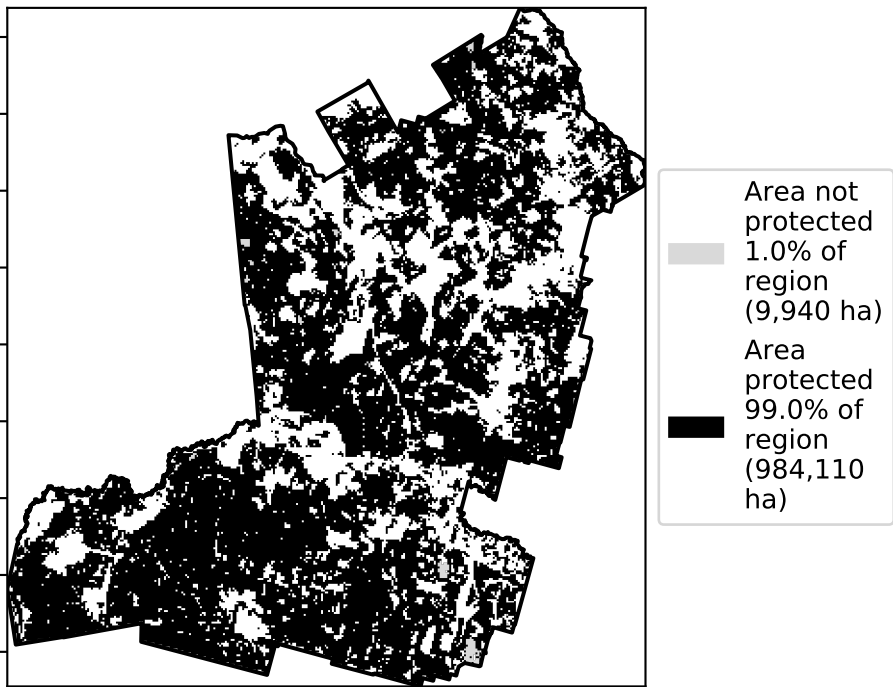 Area not
protected
1.0% of
region
(9,940 ha)
Area
protected
99.0% of
region
(984,110
ha)